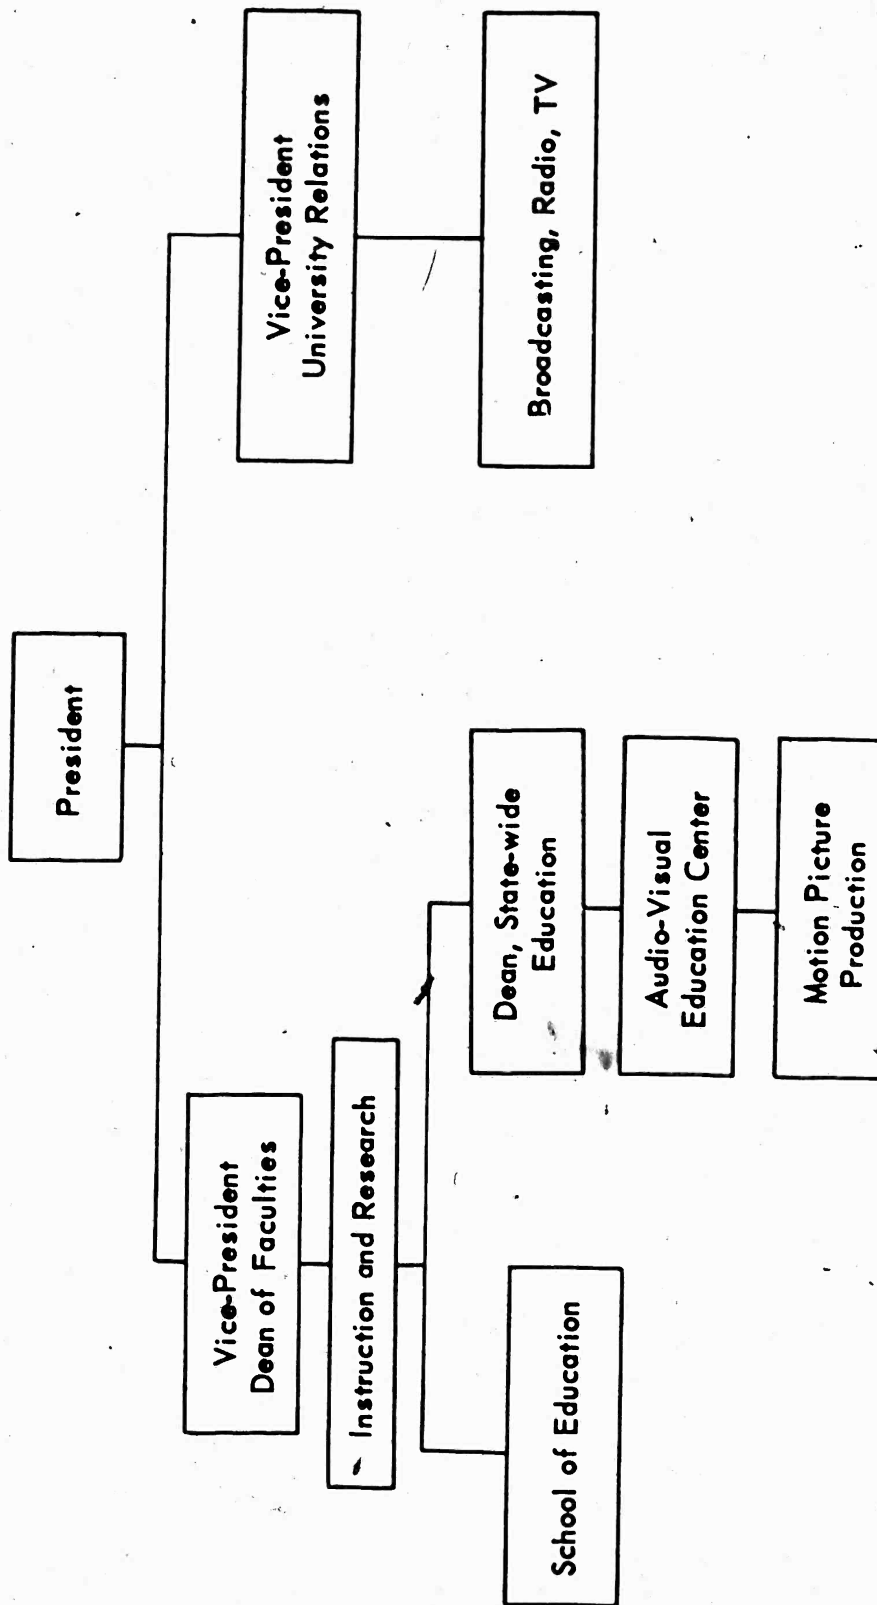 President
Vice-President
Dean of Faculties
Instruction and Research
School of Education
Dean, State-wide
Education
Audio-Visual
Education Center
Motion Picture
Production
Vice-President
University Relations
Broadcasting, Radio, TV